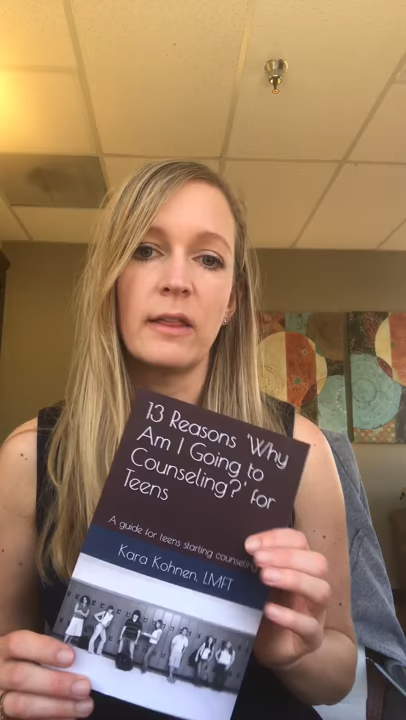 13 Reasons 'Why
Am I Going to
Counseling?' for
Teens
A guide for teens starting counseling
Kara Kohnen, LMFT